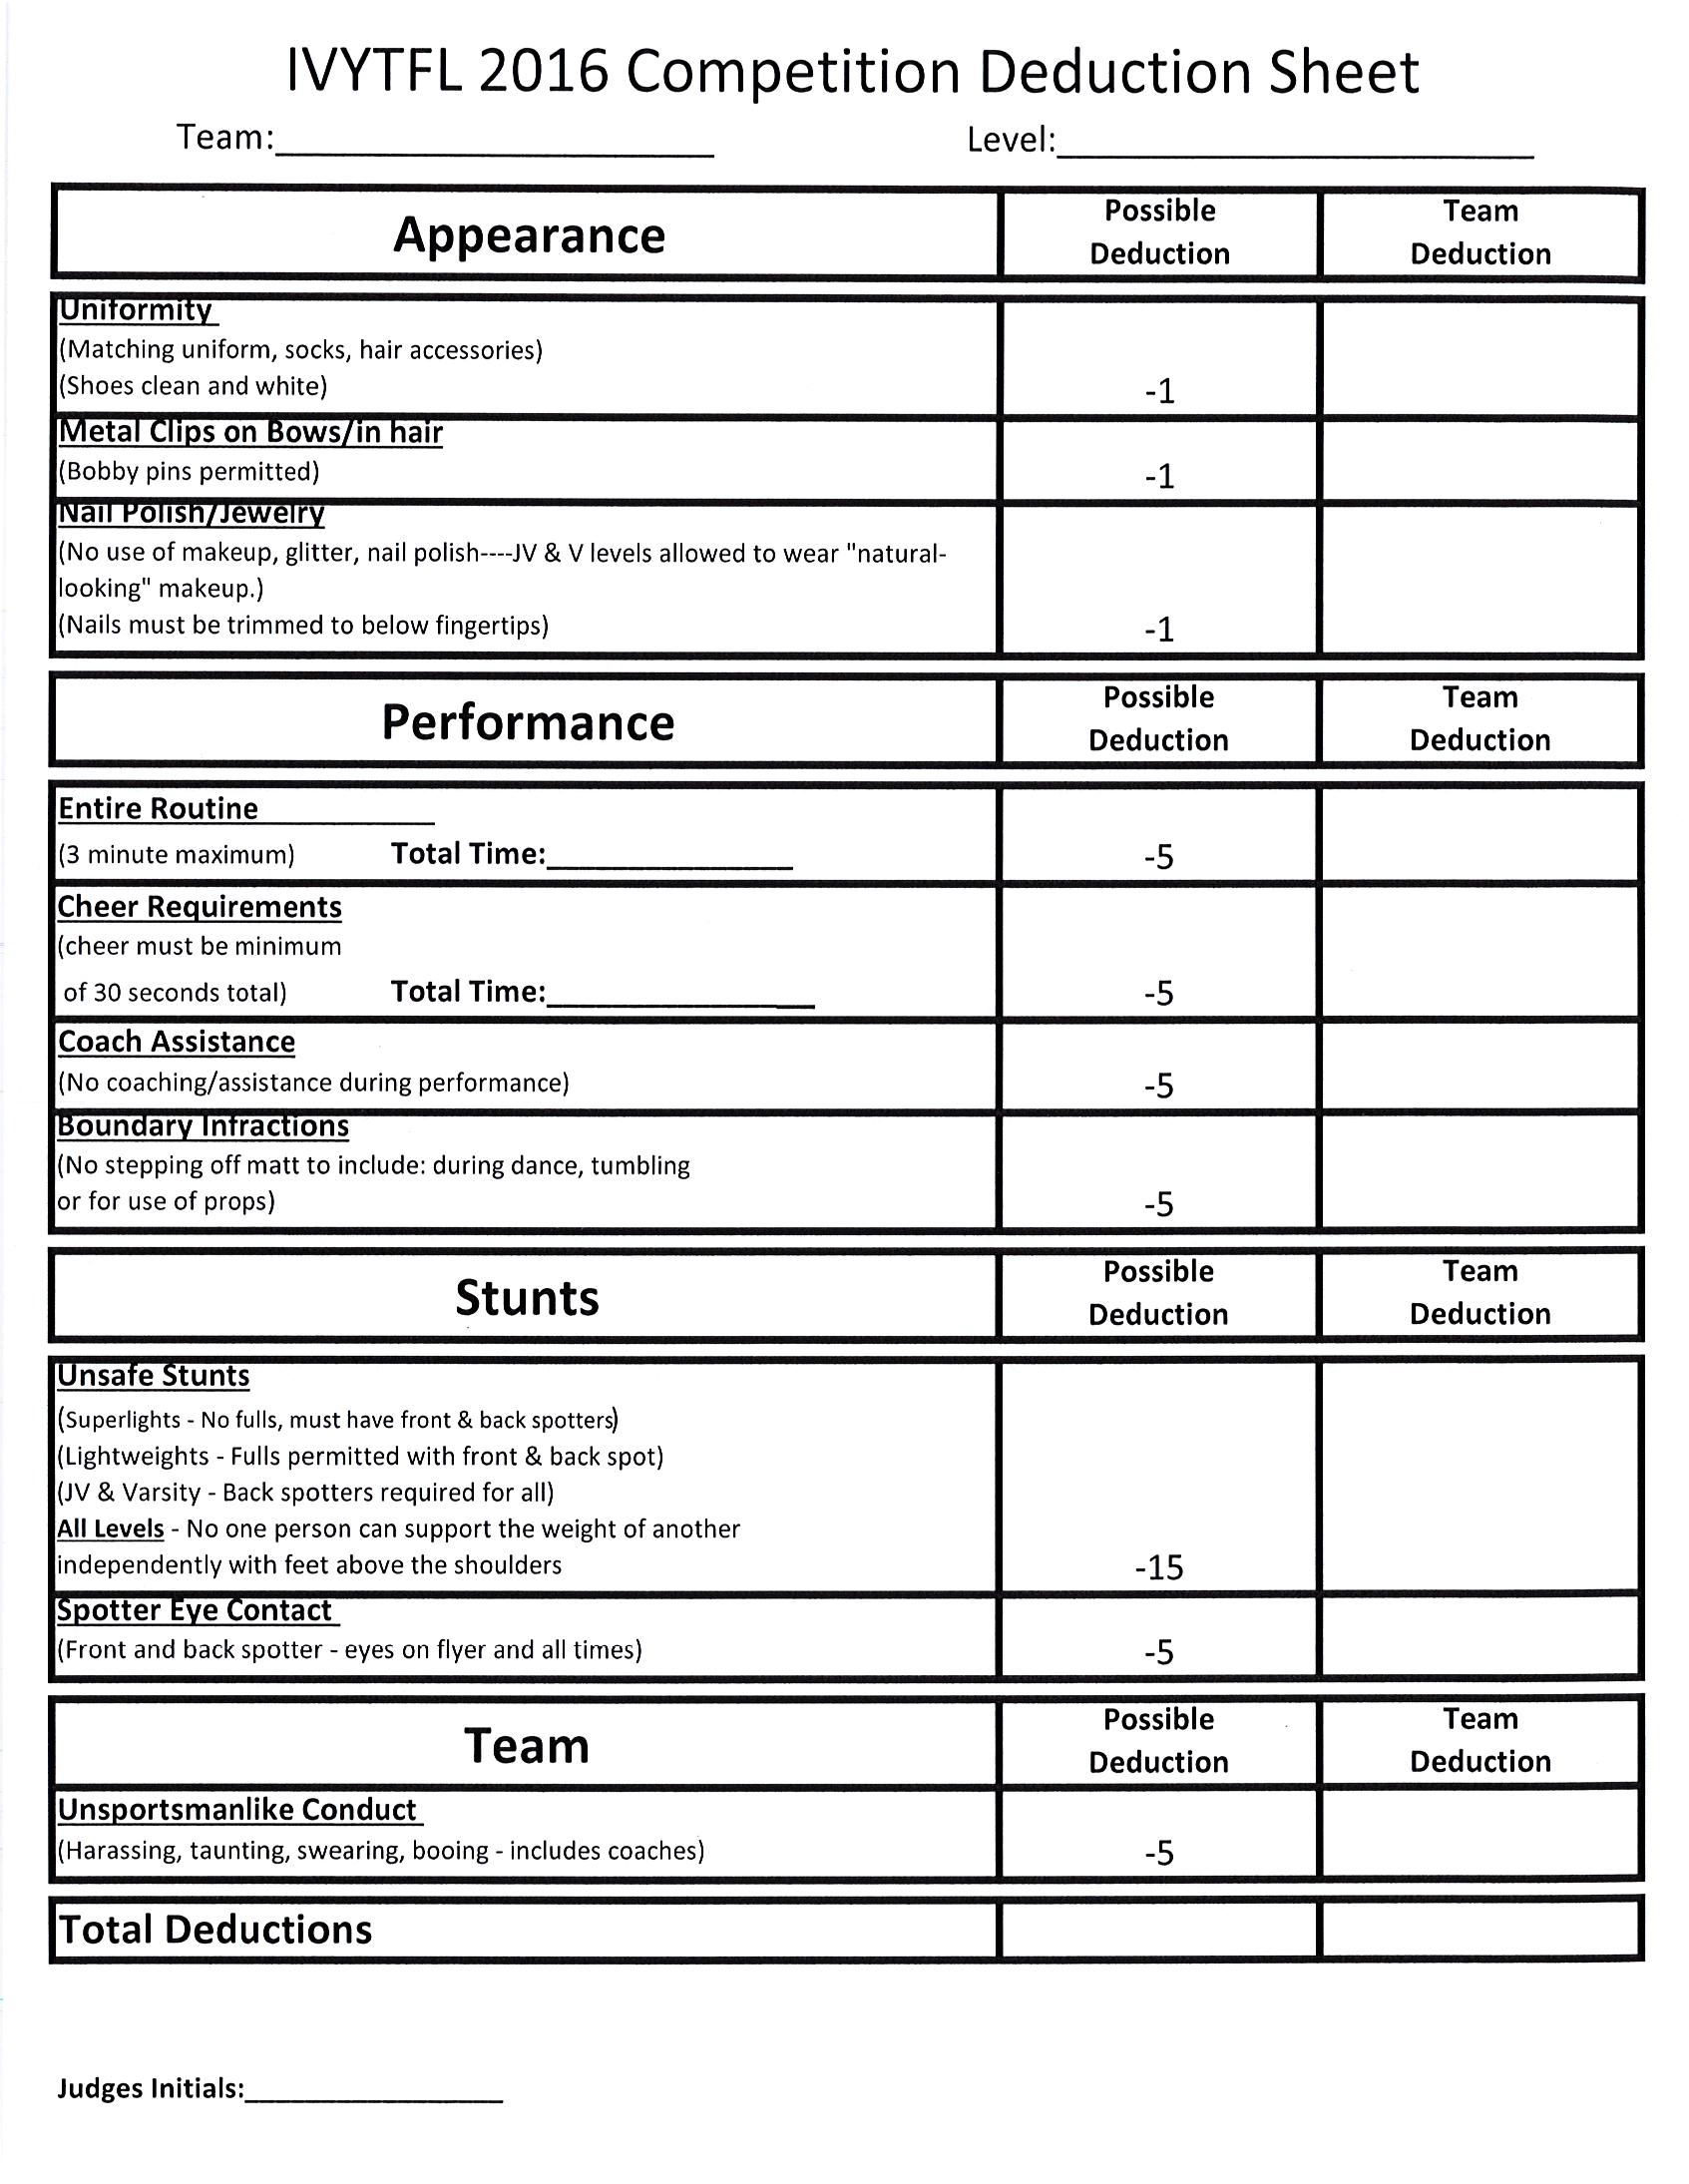 IVYTFL 2016 Competition Deduction Sheet
Team:____________ Level:____________
Appearance Possible Deduction Team Deduction
Uniformity
(Matching uniform, socks, hair accessories)
(Shoes clean and white) -1
Metal Clips on Bows/in hair
(Bobby pins permitted) -1
Nail Polish/Jewelry
(No use of makeup, glitter, nail polish----JV & V levels allowed to wear "natural-
looking" makeup.)
(Nails must be trimmed to below fingertips) -1
Performance Possible Deduction Team Deduction
Entire Routine
(3 minute maximum) Total Time:____________ -5
Cheer Requirements
(cheer must be minimum
of 30 seconds total) Total Time:____________ -5
Coach Assistance
(No coaching/assistance during performance) -5
Boundary Infractions
(No stepping off matt to include: during dance, tumbling
or for use of props) -5
Stunts Possible Deduction Team Deduction
Unsafe Stunts
(Superlights - No fulls, must have front & back spotters)
(Lightweights - Fulls permitted with front & back spot)
(JV & Varsity - Back spotters required for all)
All Levels - No one person can support the weight of another
independently with feet above the shoulders -15
Spotter Eye Contact
(Front and back spotter - eyes on flyer and all times) -5
Team Possible Deduction Team Deduction
Unsportsmanlike Conduct
(Harassing, taunting, swearing, booing - includes coaches) -5
Total Deductions
Judges Initials:____________